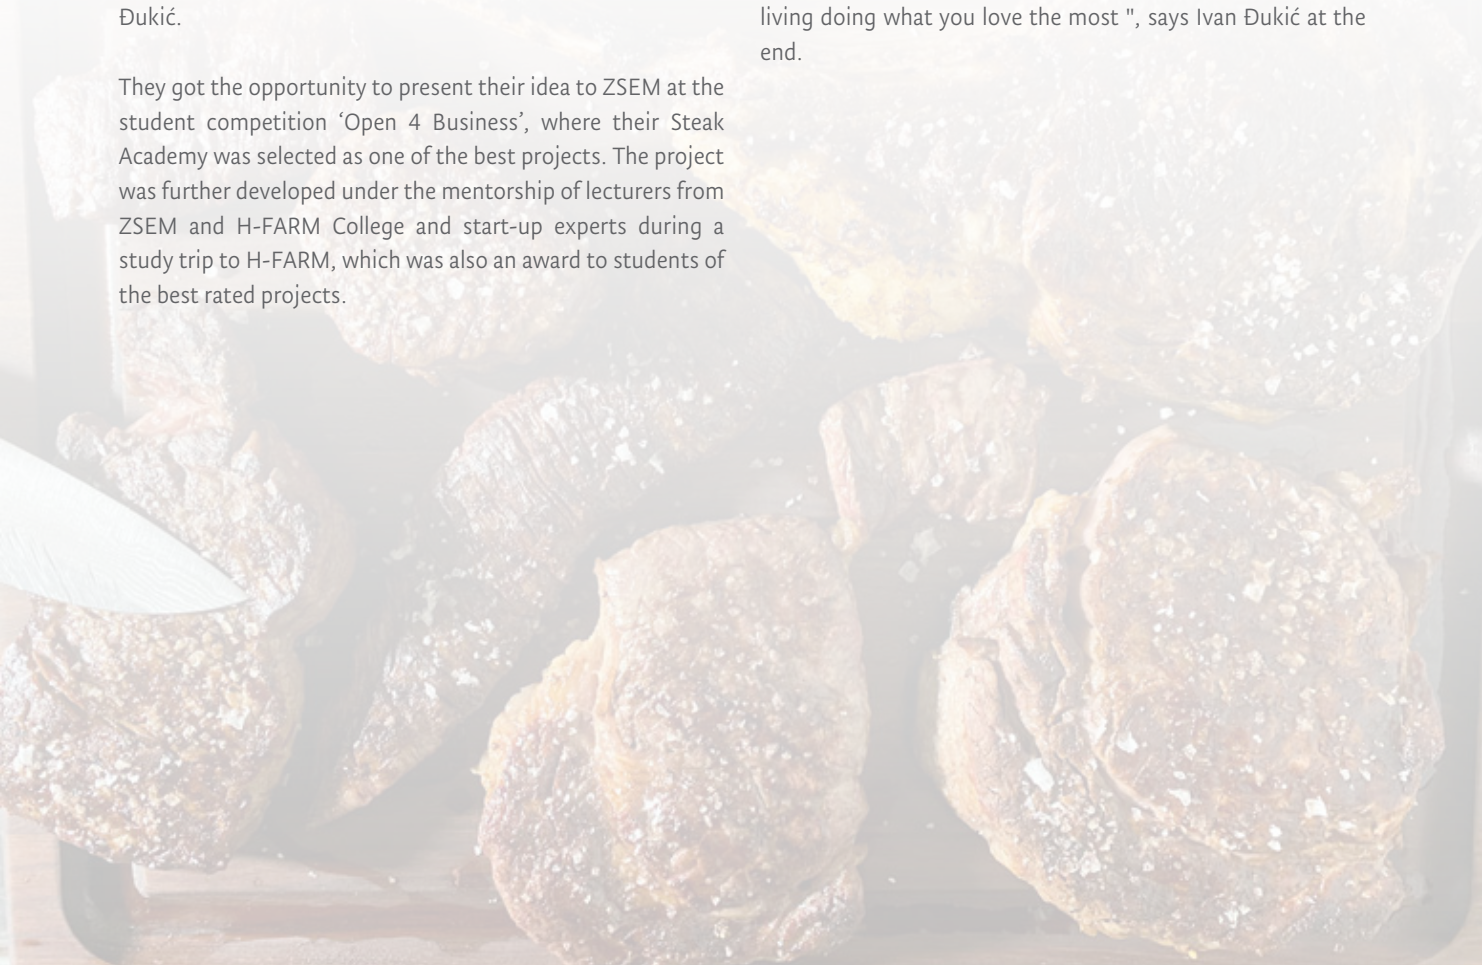 Đukić.
They got the opportunity to present their idea to ZSEM at the
student competition ‘Open 4 Business’, where their Steak
Academy was selected as one of the best projects. The project
was further developed under the mentorship of lecturers from
ZSEM and H-FARM College and start-up experts during a
study trip to H-FARM, which was also an award to students of
the best rated projects.
living doing what you love the most ", says Ivan Đukić at the
end.